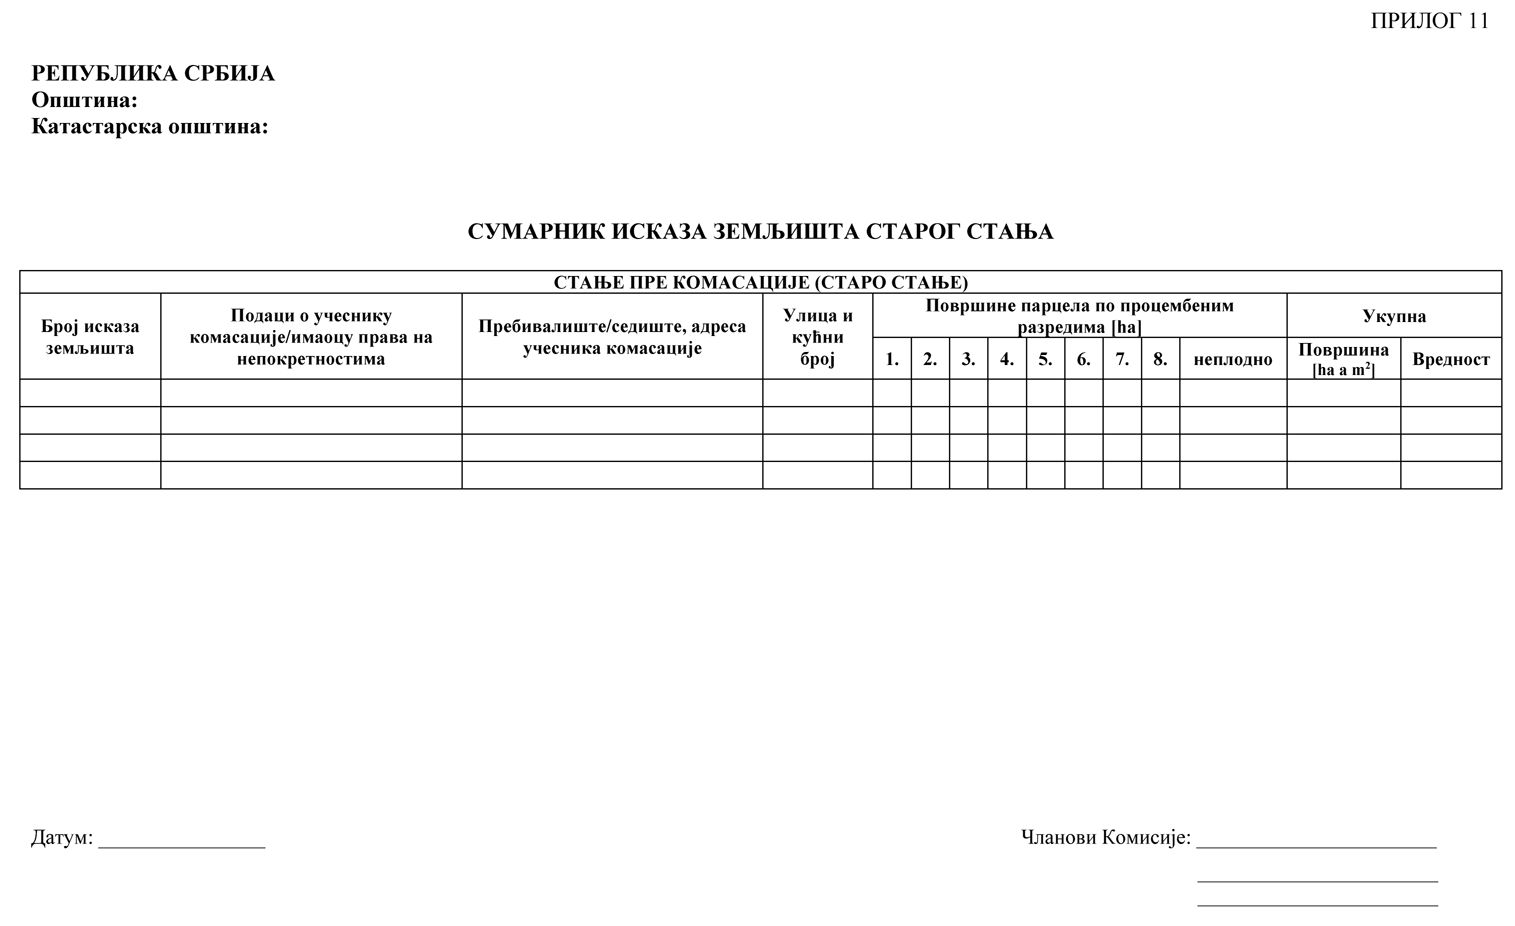 ПРИЛОГ 11
РЕПУБЛИКА СРБИЈА
Општина:
Катастарска општина:
СУМАРНИК ИСКАЗА ЗЕМЉИШТА СТАРОГ СТАЊА
СТАЊЕ ПРЕ КОМАСАЦИЈЕ (СТАРО СТАЊЕ)
Број исказа
земљишта
Подаци о учеснику
комасације/имаоцу права на
непокретностима
Пребивалиште/седиште, адреса
учесника комасације
Улица и
кућни
број
Површине парцела по процембеним
разредима [ha]
1. 2. 3. 4. 5. 6. 7. 8. неплодно
Укупна
Површина
[ha a m²]
Вредност
Датум: ________________
Чланови Комисије: _______________________